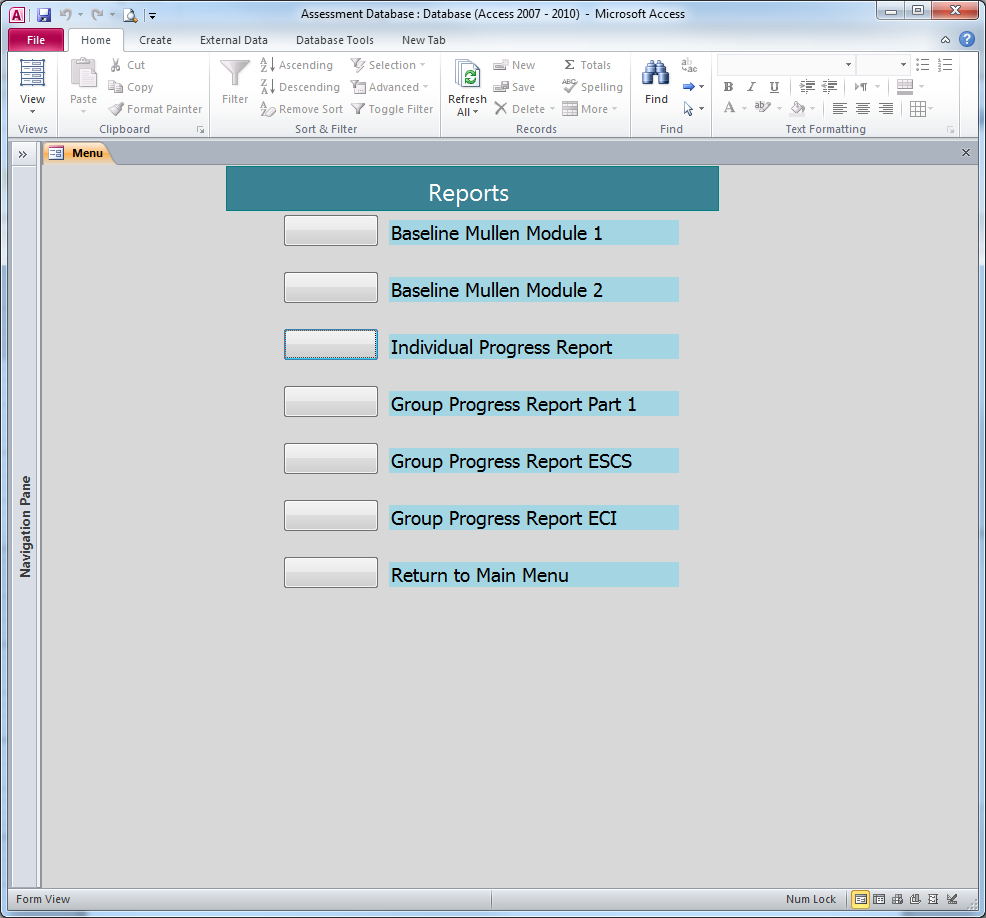 Assessment Database : Database (Access 2007 - 2010) - Microsoft Access
File Home Create External Data Database Tools New Tab
View
Views
Paste
Cut
Copy
Format Painter
Clipboard
Filter
Ascending
Descending
Remove Sort
Selection
Advanced
Toggle Filter
Sort & Filter
Refresh
All
New
Save
Delete
Totals
Spelling
More
Records
Find
Find
B I U
A
Text Formatting
Menu
Navigation Pane
Reports
Baseline Mullen Module 1
Baseline Mullen Module 2
Individual Progress Report
Group Progress Report Part 1
Group Progress Report ESCS
Group Progress Report ECI
Return to Main Menu
Form View
Num Lock